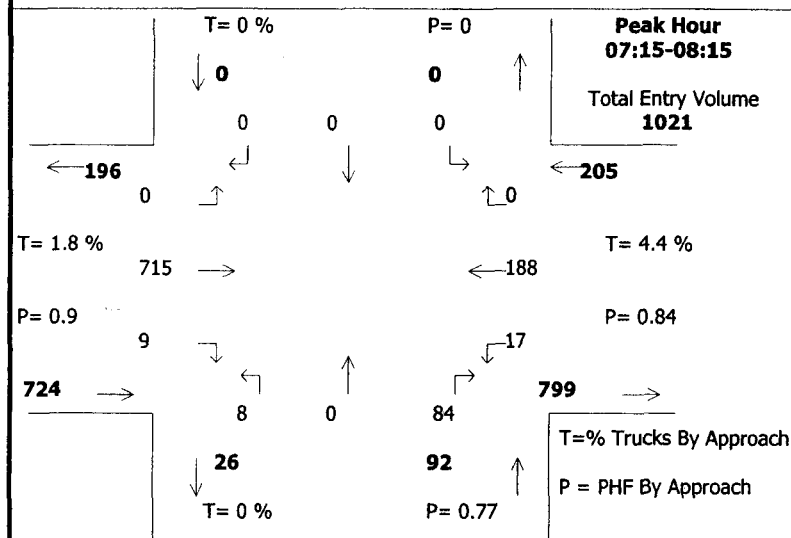 T= 0 % P= 0 Peak Hour
07:15-08:15
0 0
Total Entry Volume
0 0 0 1021
196 205
0 0
T= 1.8 % T= 4.4 %
715 188
P= 0.9 P= 0.84
9 17
724 799
8 0 84
T=% Trucks By Approach
26 92
P = PHF By Approach
T= 0 % P= 0.77